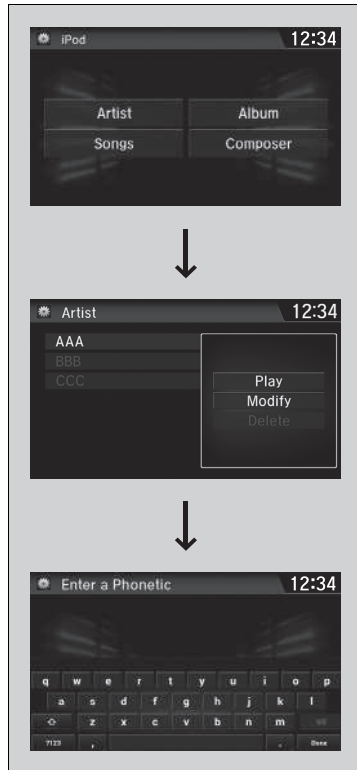 iPod 12:34
Artist Album
Songs Composer
Artist 12:34
AAA
BBB
CCC
Play
Modify
Delete
Enter a Phonetic 12:34
q w e r t y u i o p
a s d f g h j k l
z x c v b n m
?123 , . Done